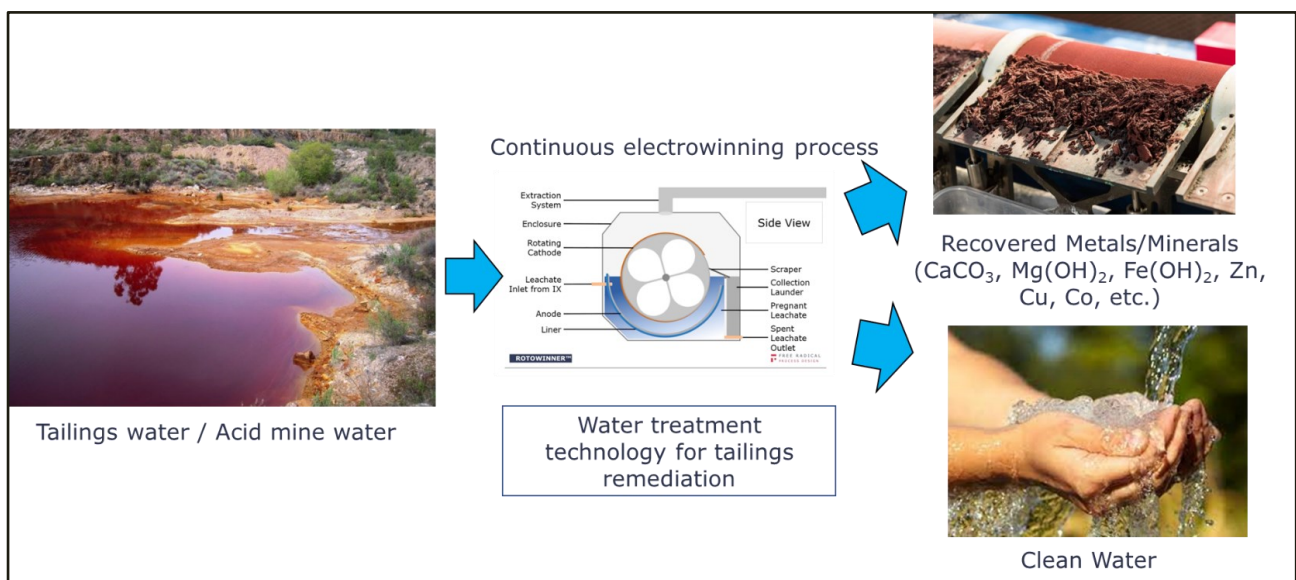 Tailings water / Acid mine water
Continuous electrowinning process
Extraction
System
Enclosure
Rotating
Cathode
Leachate
Inlet from IX
Anode
Liner
Side View
Scraper
Collection
Launder
Pregnant
Leachate
Spent
Leachate
Outlet
ROTOWINNER™
FREE RADICAL
PROCESS DESIGN
Water treatment
technology for tailings
remediation
Recovered Metals/Minerals
(CaCO₃, Mg(OH)₂, Fe(OH)₂, Zn,
Cu, Co, etc.)
Clean Water